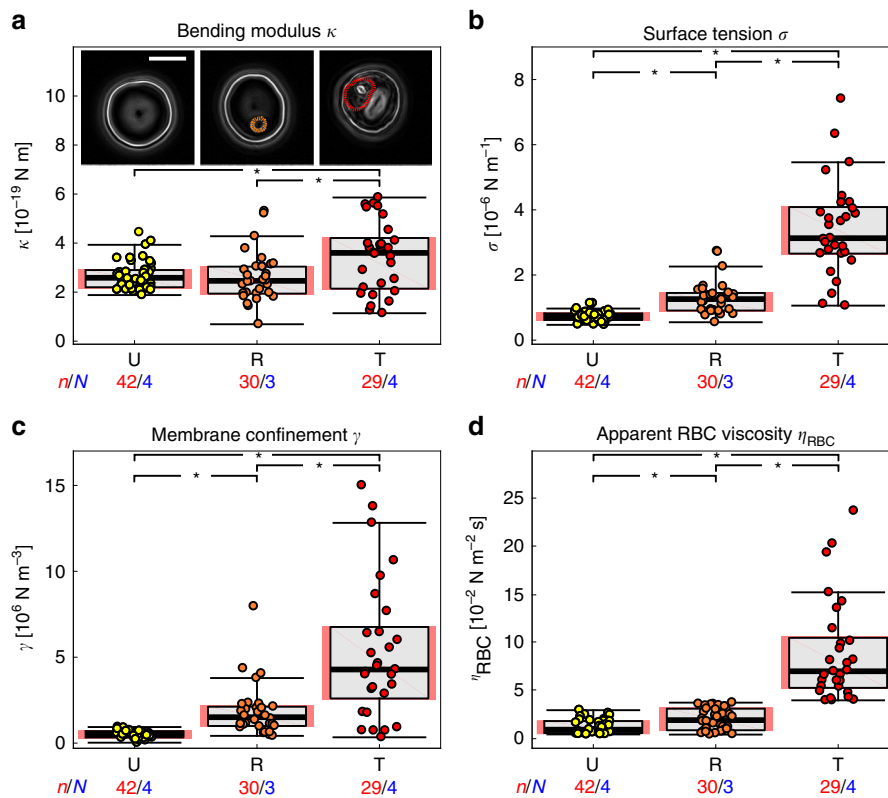 a
Bending modulus κ
κ [10⁻¹⁹ N m]
10
8
6
4
2
0
*
*
U R T
n/N 42/4 30/3 29/4
b
Surface tension σ
σ [10⁻⁶ N m⁻¹]
8
6
4
2
0
*
*
*
U R T
n/N 42/4 30/3 29/4
c
Membrane confinement γ
γ [10⁶ N m⁻³]
15
10
5
0
*
*
*
U R T
n/N 42/4 30/3 29/4
d
Apparent RBC viscosity ηRBC
ηRBC [10⁻² N m⁻² s]
25
20
15
10
5
0
*
*
*
U R T
n/N 42/4 30/3 29/4